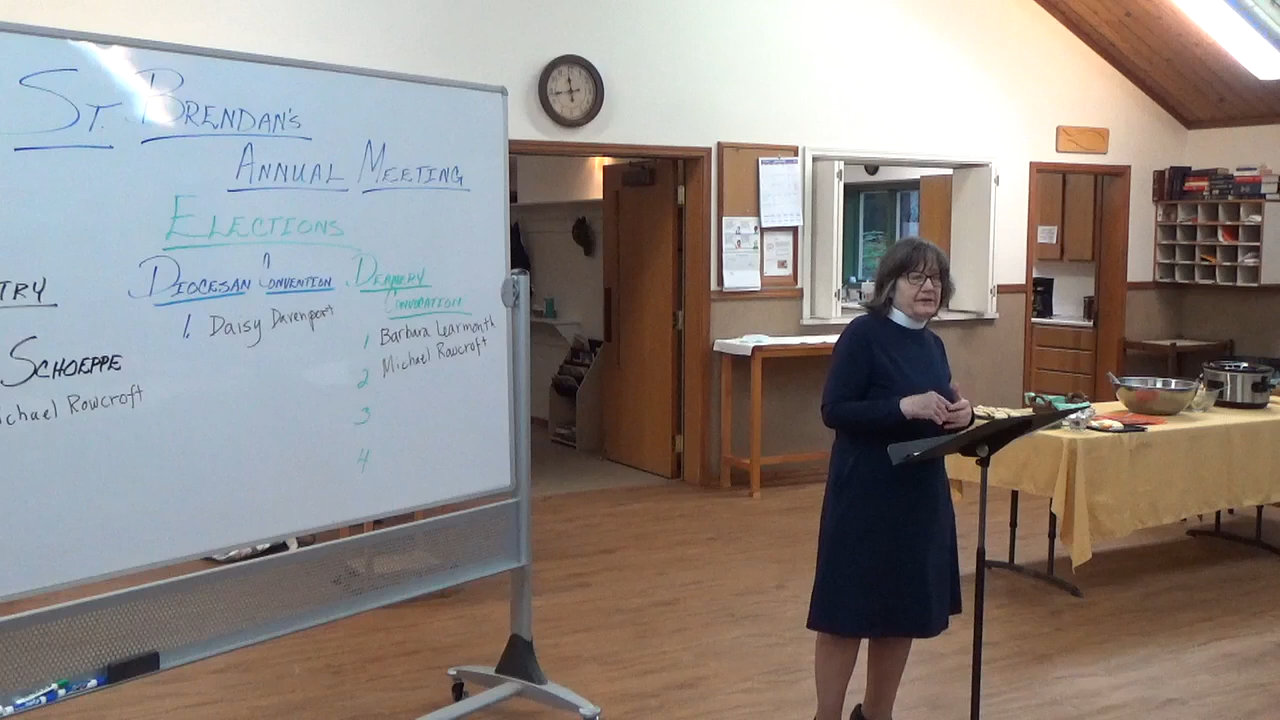 ST. BRENDAN'S
ANNUAL MEETING
ELECTIONS
TRY
SCHOEPPE
ichael Rowcroft
DIOCESAN CONVENTION
1. Daisy Davenport
DEANERY
CONVOCATION
1 Barbara Learmonth
2 Michael Rowcroft
3
4